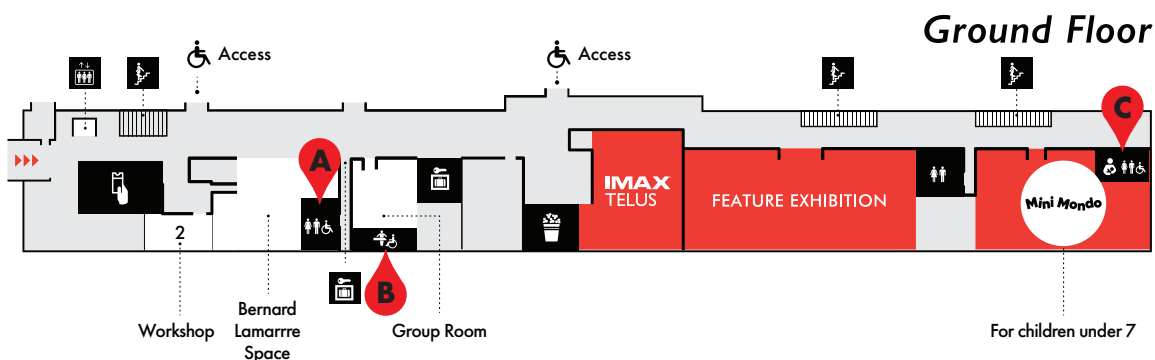 Ground Floor
Access
Access
C
A
IMAX
TELUS
FEATURE EXHIBITION
Mini Mondo
2
B
Workshop
Bernard
Lamarrre
Space
Group Room
For children under 7